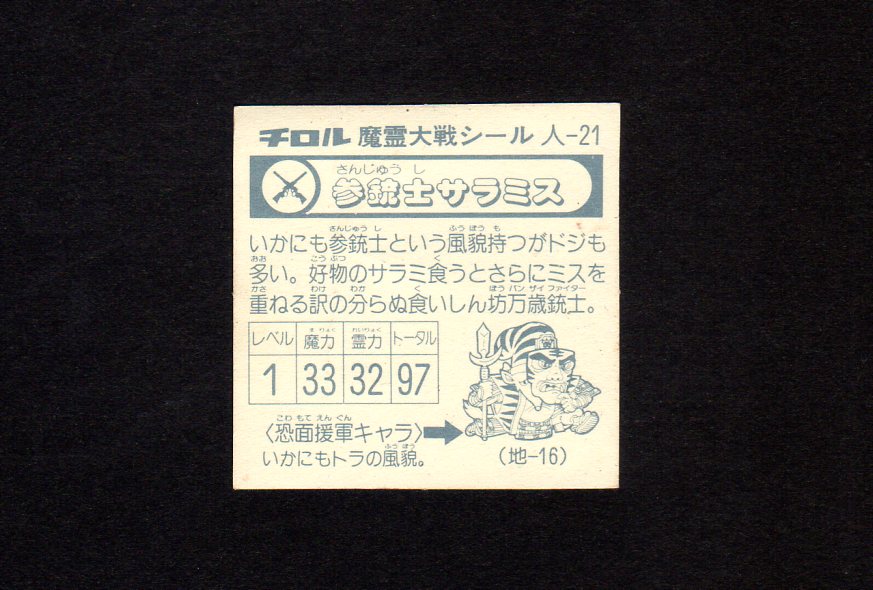 チロル 魔霊大戦シール 人-21
さんじゅうし
参銃士サラミス
さんじゅうし ふうぼうも
いかにも参銃士という風貌持つがドジも
おお こうぶつ く
多い。好物のサラミ食うとさらにミスを
かさ わけ わか く ぼうバンザイファイター
重ねる訳の分らぬ食いしん坊万歳銃士。
まりょく れいりょく
レベル 魔力 霊力 トータル
1 33 32 97
こわもてえんぐん
〈恐面援軍キャラ〉
ふうぼう
いかにもトラの風貌。
(地-16)